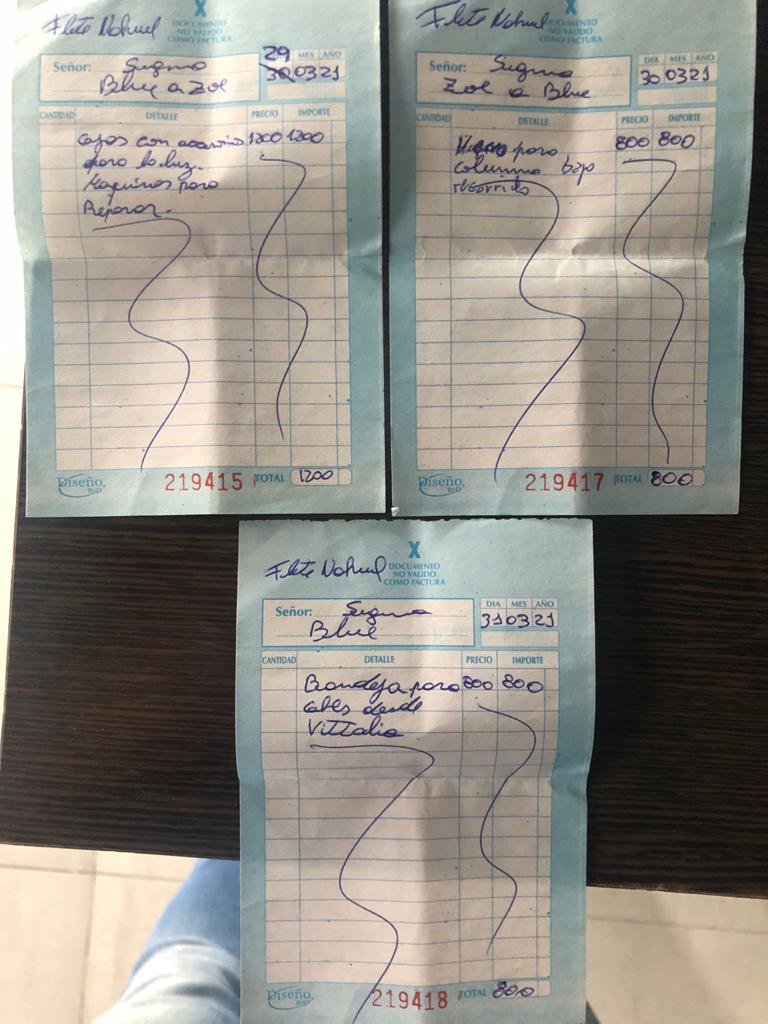 X
Flete Nahuel
DOCUMENTO
NO VALIDO
COMO FACTURA
29
MES AÑO
Señor: Sigma
30 03 21
Blue a Zoe
CANTIDAD DETALLE PRECIO IMPORTE
Cajas con accesorios 1200 1200
para la luz.
Maquinas para
Reparar.
Diseño.
219415 TOTAL 1200
X
Flete Nahuel
DOCUMENTO
NO VALIDO
COMO FACTURA
DIA MES AÑO
Señor: Sigma
30 03 21
Zoe a Blue
CANTIDAD DETALLE PRECIO IMPORTE
para 800 800
columna bajo
recorrido
Diseño.
219417 TOTAL 800
X
Flete Nahuel
DOCUMENTO
NO VALIDO
COMO FACTURA
DIA MES AÑO
Señor: Sigma
31 03 21
Blue
CANTIDAD DETALLE PRECIO IMPORTE
Bandeja para 800 800
cables desde
Vittalia
Diseño.
219418 TOTAL 800